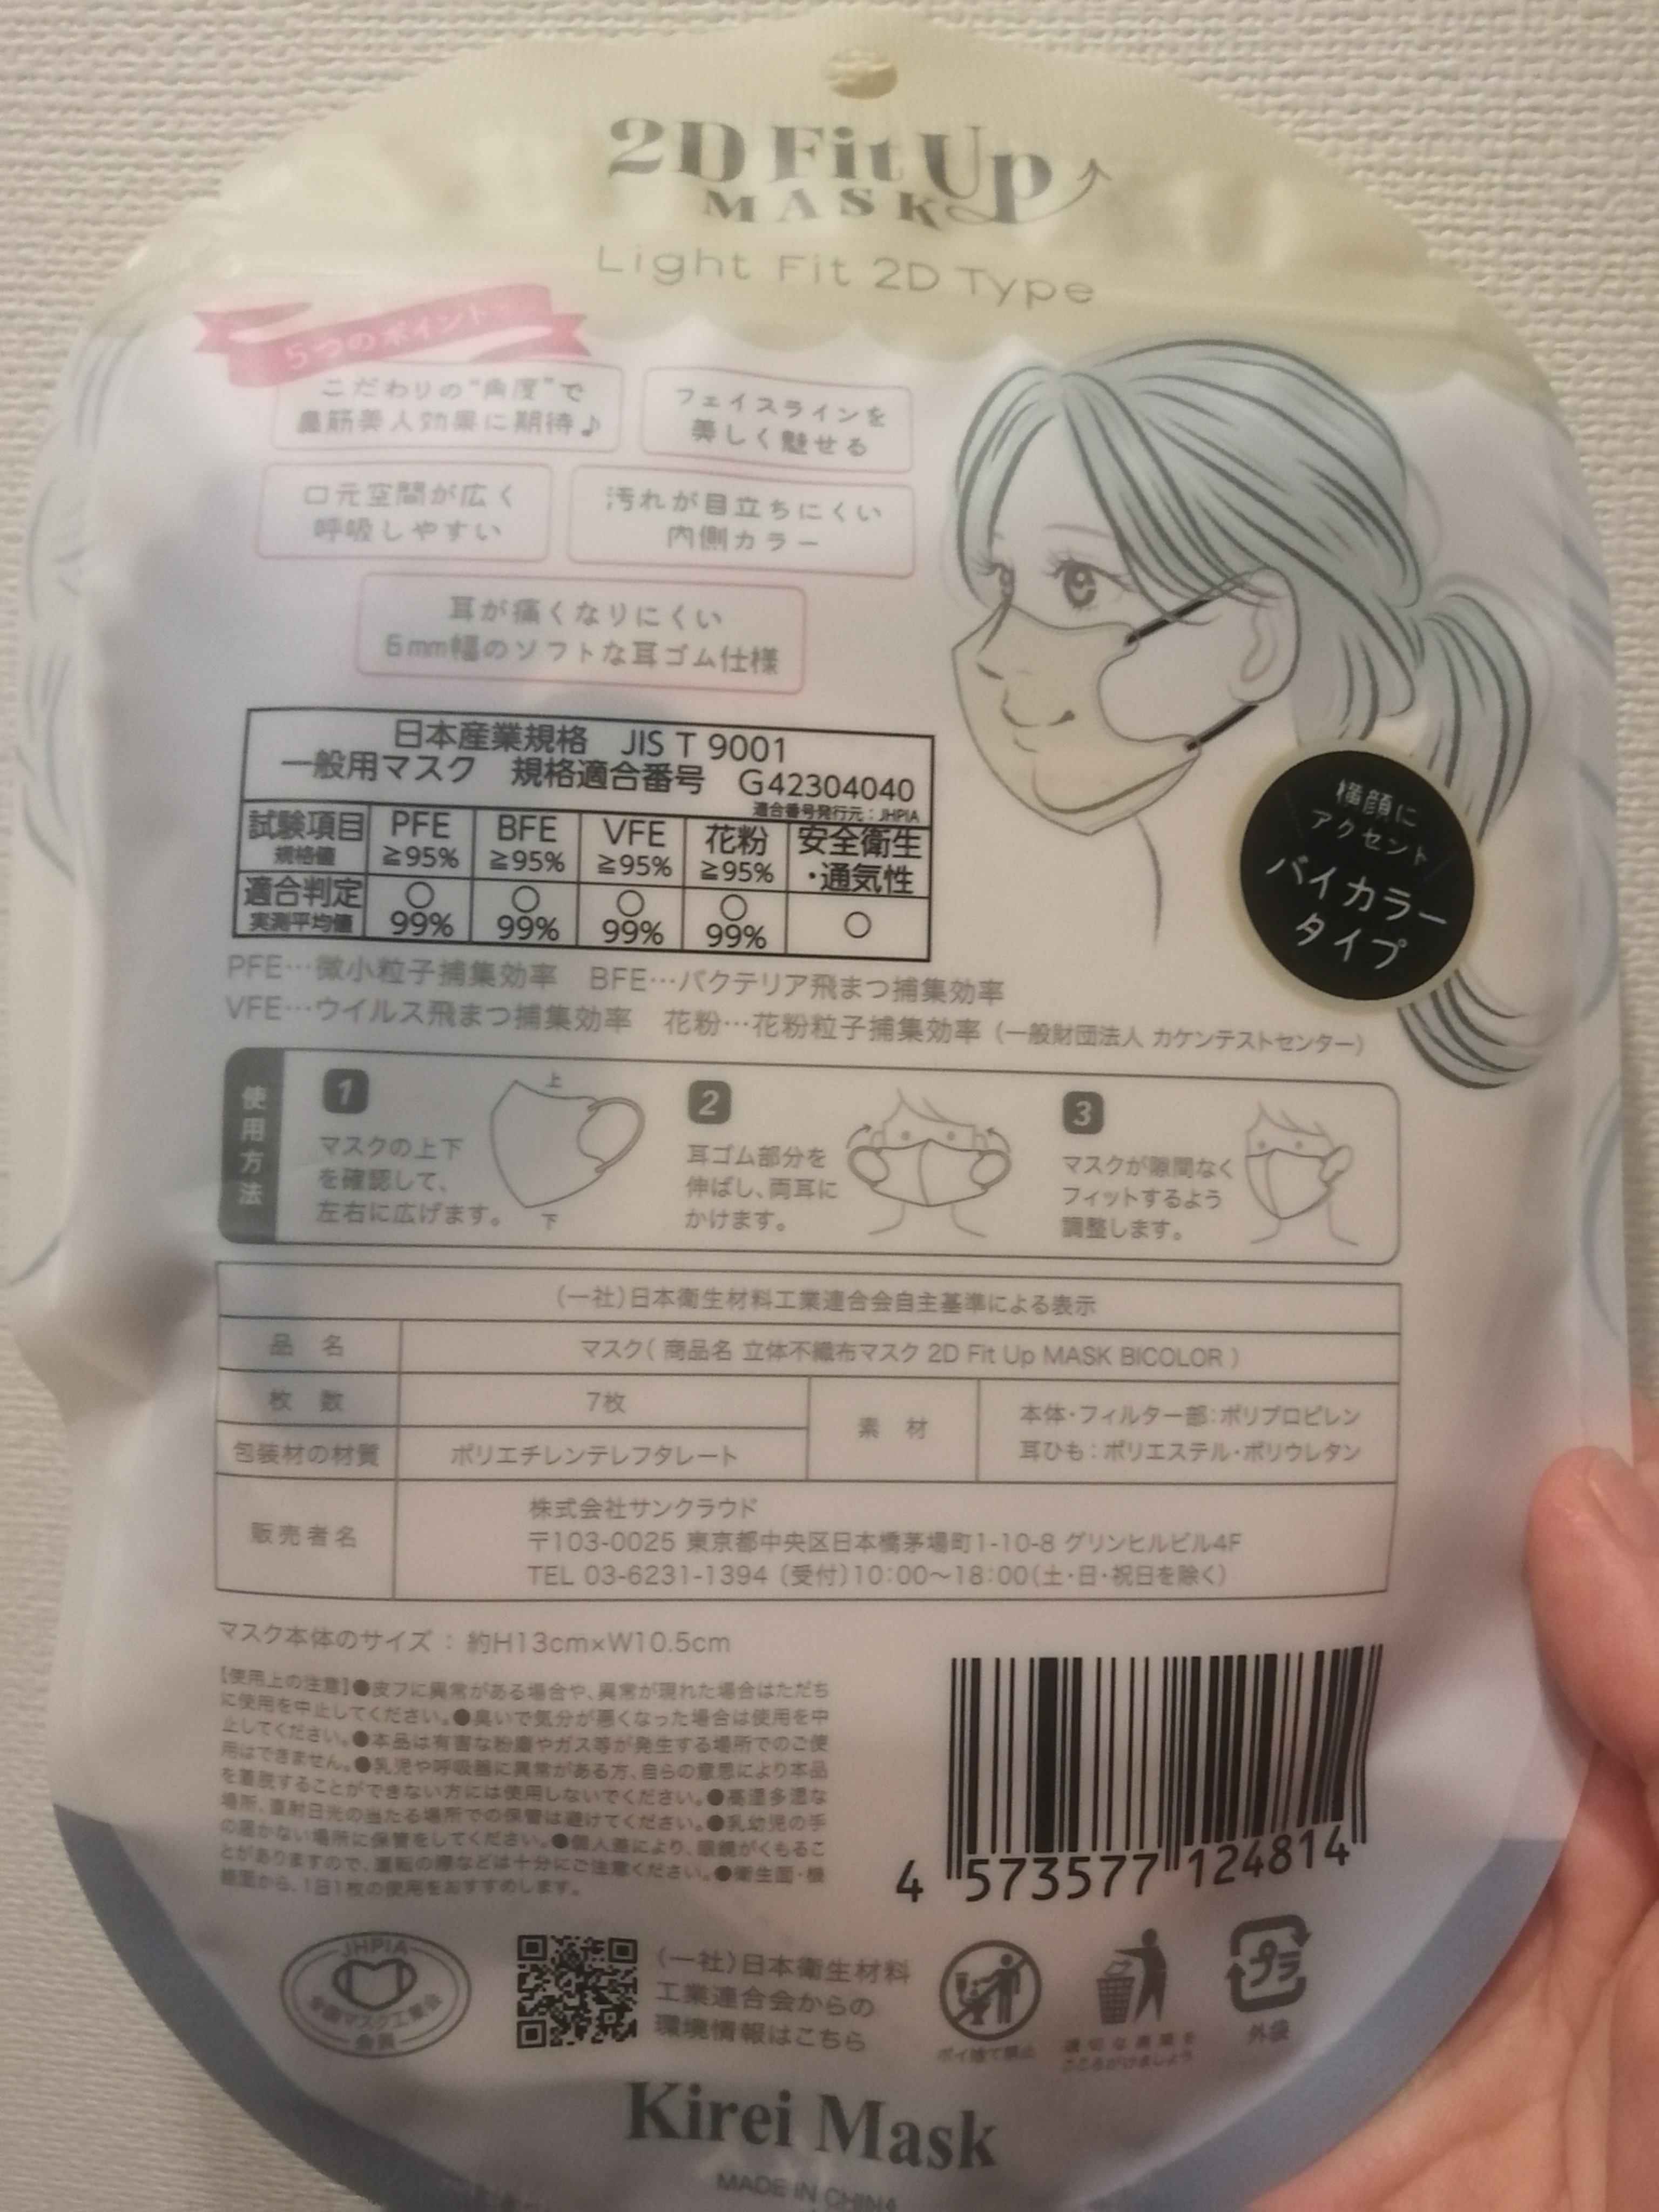 2D Fit Up
MASK
Light Fit 2D Type
5つのポイント
こだわりの“角度”で
鼻筋美人効果に期待♪
フェイスラインを
美しく魅せる
口元空間が広く
呼吸しやすい
汚れが目立ちにくい
内側カラー
耳が痛くなりにくい
5mm幅のソフトな耳ゴム仕様
横顔に
アクセント
バイカラー
タイプ
日本産業規格 JIS T 9001
一般用マスク 規格適合番号 G42304040
適合番号発行元:JHPIA
試験項目 PFE BFE VFE 花粉 安全衛生
規格値 ≧95% ≧95% ≧95% ≧95% ・通気性
適合判定 ○ ○ ○ ○ ○
実測平均値 99% 99% 99% 99%
PFE…微小粒子捕集効率 BFE…バクテリア飛まつ捕集効率
VFE…ウイルス飛まつ捕集効率 花粉…花粉粒子捕集効率(一般財団法人 カケンテストセンター)
使用方法
1
マスクの上下
を確認して、
左右に広げます。
上
下
2
耳ゴム部分を
伸ばし、両耳に
かけます。
3
マスクが隙間なく
フィットするよう
調整します。
(一社)日本衛生材料工業連合会自主基準による表示
品名 マスク( 商品名 立体不織布マスク 2D Fit Up MASK BICOLOR )
枚数 7枚
包装材の材質 ポリエチレンテレフタレート
素材
本体・フィルター部:ポリプロピレン
耳ひも:ポリエステル・ポリウレタン
販売者名
株式会社サンクラウド
〒103-0025 東京都中央区日本橋茅場町1-10-8 グリンヒルビル4F
TEL 03-6231-1394 〔受付〕10:00~18:00(土・日・祝日を除く)
マスク本体のサイズ : 約H13cm×W10.5cm
【使用上の注意】●皮フに異常がある場合や、異常が現れた場合はただち
に使用を中止してください。●臭いで気分が悪くなった場合は使用を中
止してください。●本品は有害な粉塵やガス等が発生する場所でのご使
用はできません。●乳児や呼吸器に異常がある方、自らの意思により本品
を着脱することができない方には使用しないでください。●高温多湿な
場所、直射日光の当たる場所での保管は避けてください。●乳幼児の手
の届かない場所に保管をしてください。●個人差により、眼鏡がくもるこ
とがありますので、運転の際などは十分にご注意ください。●衛生面・機
能面から、1日1枚の使用をおすすめします。
4 573577 124814
JHPIA
全国マスク工業会
会員
(一社)日本衛生材料
工業連合会からの
環境情報はこちら
ポイ捨て禁止
適切な廃棄を
こころがけましょう
プラ
外袋
Kirei Mask
MADE IN CHINA